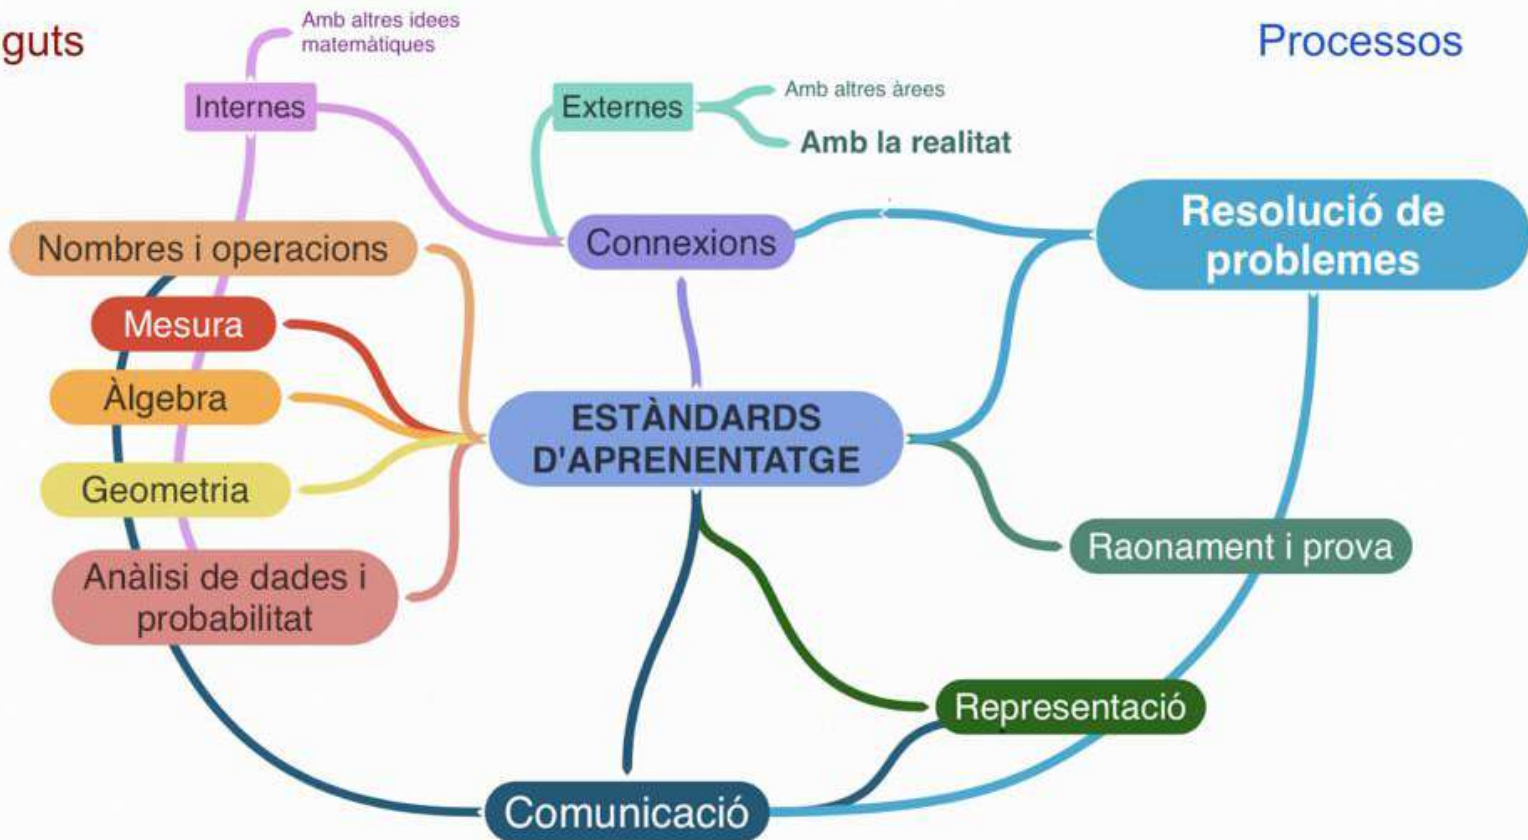 guts
Processos
Amb altres idees
matemàtiques
Internes
Externes
Amb altres àrees
Amb la realitat
Resolució de
problemes
Nombres i operacions
Connexions
Mesura
Àlgebra
ESTÀNDARDS
D'APRENENTATGE
Geometria
Raonament i prova
Anàlisi de dades i
probabilitat
Representació
Comunicació